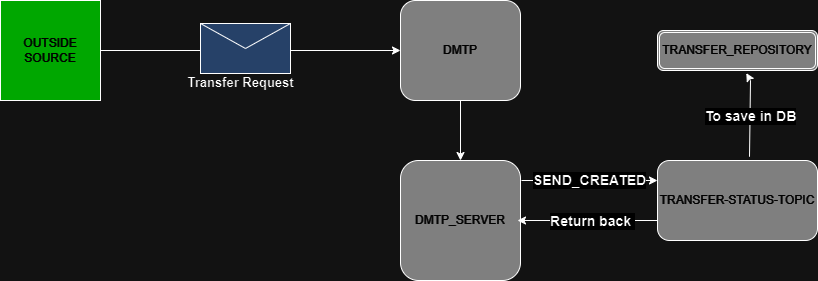 OUTSIDE
SOURCE
Transfer Request
DMTP
TRANSFER_REPOSITORY
To save in DB
DMTP_SERVER
SEND_CREATED
TRANSFER-STATUS-TOPIC
Return back